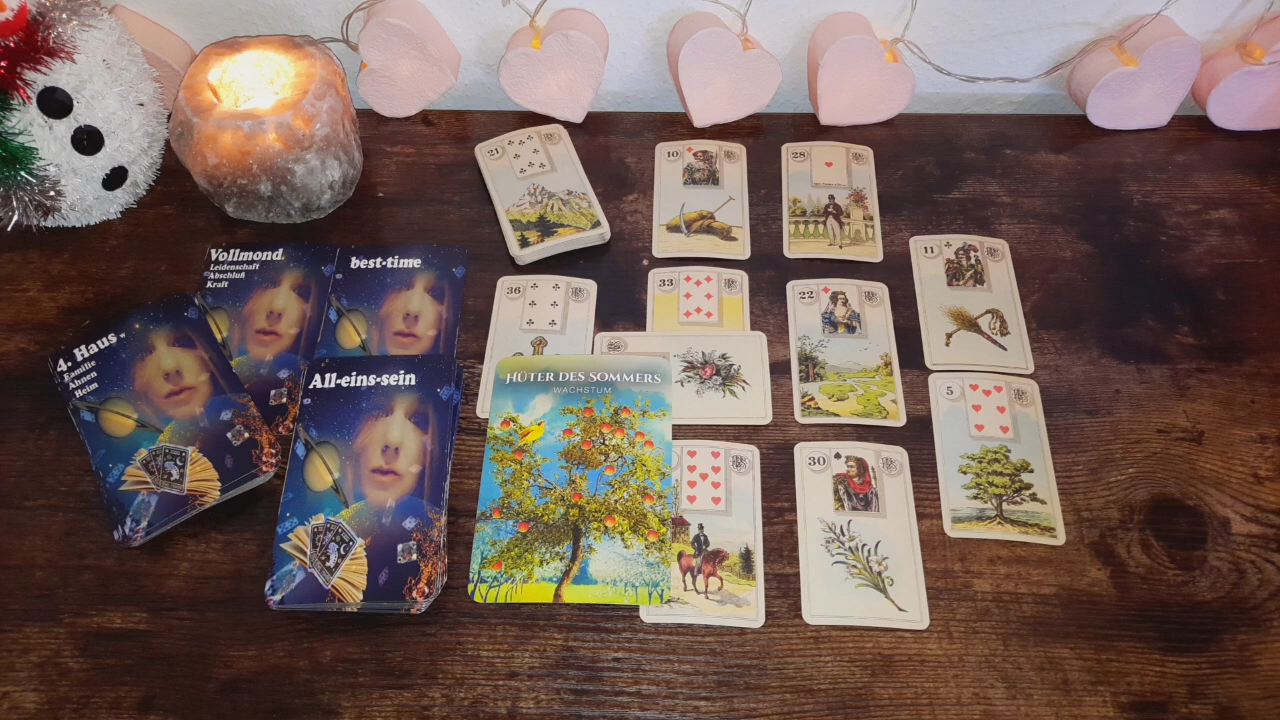 Vollmond
Leidenschaft
Abschluß
Kraft
best-time
4. Haus
Familie
Ahnen
Heim
All-eins-sein
HÜTER DES SOMMERS
WACHSTUM
21
10
28
36
33
22
11
5
30